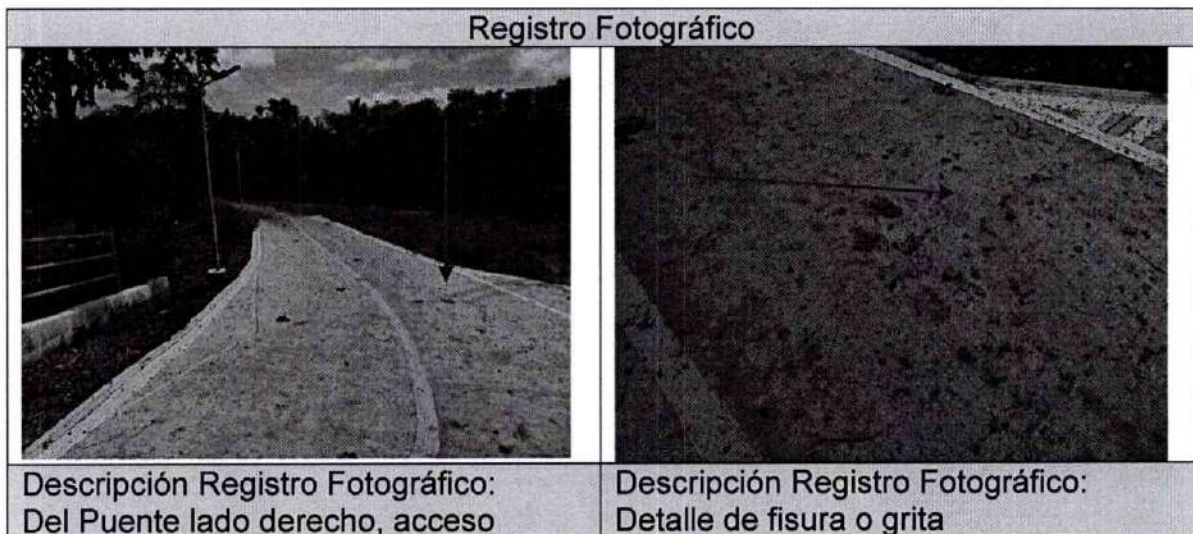 Registro Fotográfico
Descripción Registro Fotográfico:
Del Puente lado derecho, acceso
Descripción Registro Fotográfico:
Detalle de fisura o grita